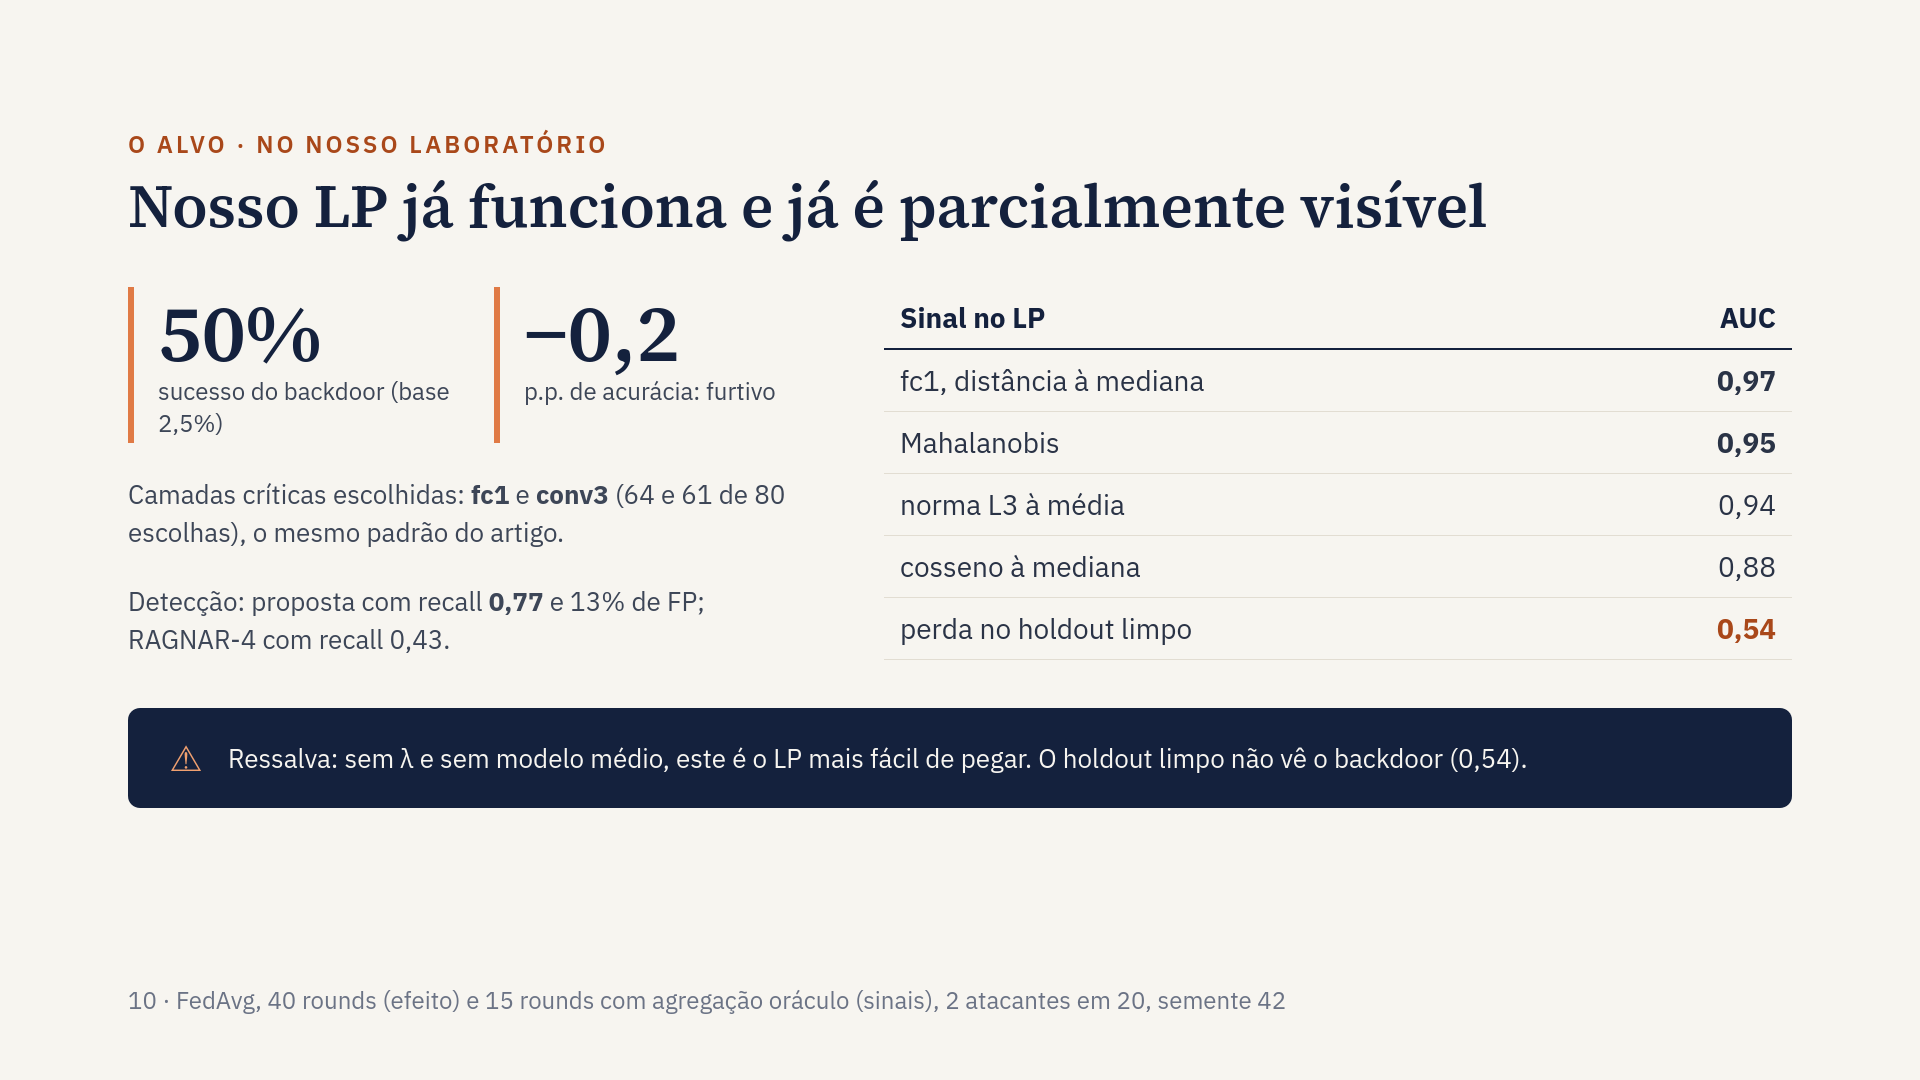 O ALVO · NO NOSSO LABORATÓRIO
Nosso LP já funciona e já é parcialmente visível
50%
sucesso do backdoor (base
2,5%)
−0,2
p.p. de acurácia: furtivo
Camadas críticas escolhidas: fc1 e conv3 (64 e 61 de 80
escolhas), o mesmo padrão do artigo.
Detecção: proposta com recall 0,77 e 13% de FP;
RAGNAR-4 com recall 0,43.
Sinal no LP AUC
fc1, distância à mediana 0,97
Mahalanobis 0,95
norma L3 à média 0,94
cosseno à mediana 0,88
perda no holdout limpo 0,54
⚠ Ressalva: sem λ e sem modelo médio, este é o LP mais fácil de pegar. O holdout limpo não vê o backdoor (0,54).
10 · FedAvg, 40 rounds (efeito) e 15 rounds com agregação oráculo (sinais), 2 atacantes em 20, semente 42